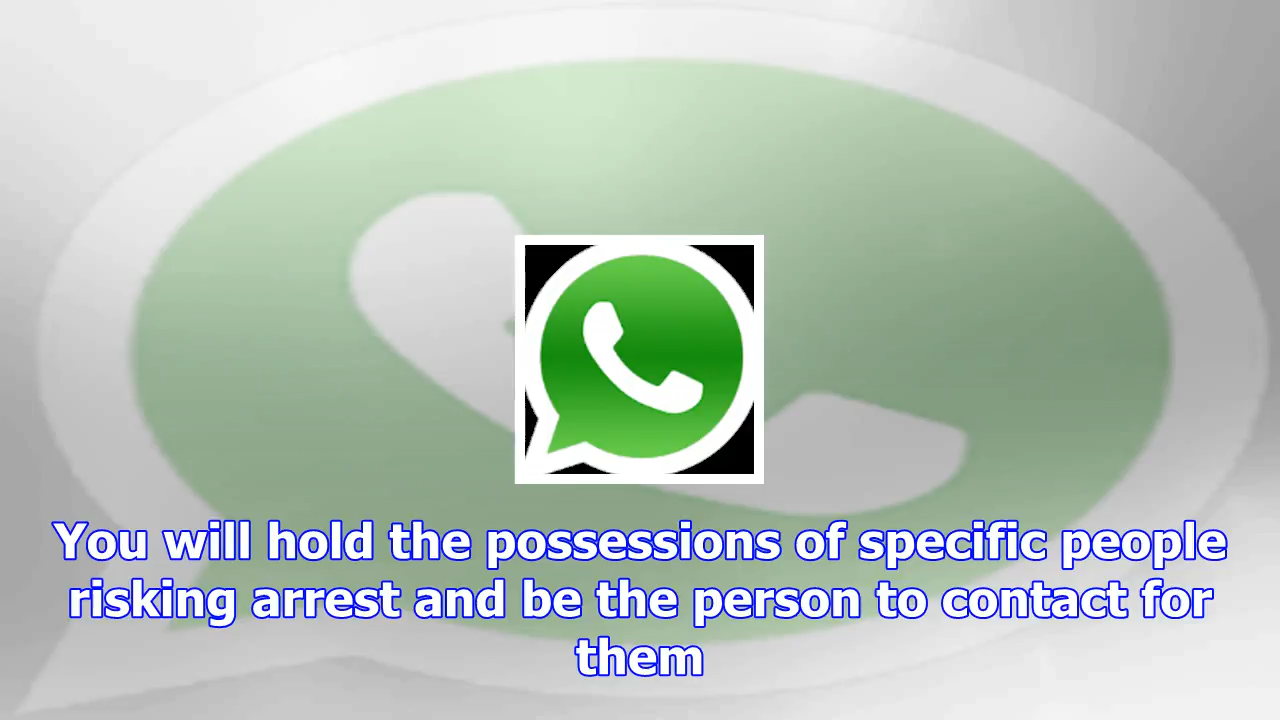 You will hold the possessions of specific people
risking arrest and be the person to contact for
them